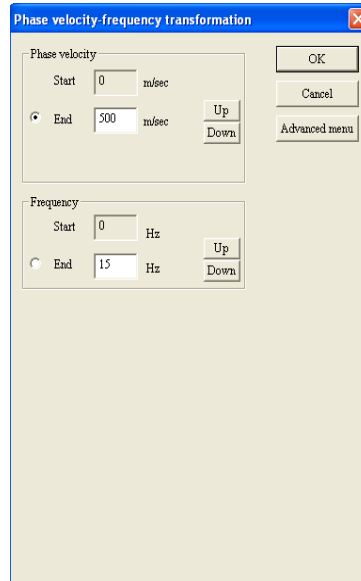 Phase velocity-frequency transformation
Phase velocity
Start 0 m/sec
End 500 m/sec
Up
Down
OK
Cancel
Advanced menu
Frequency
Start 0 Hz
End 15 Hz
Up
Down